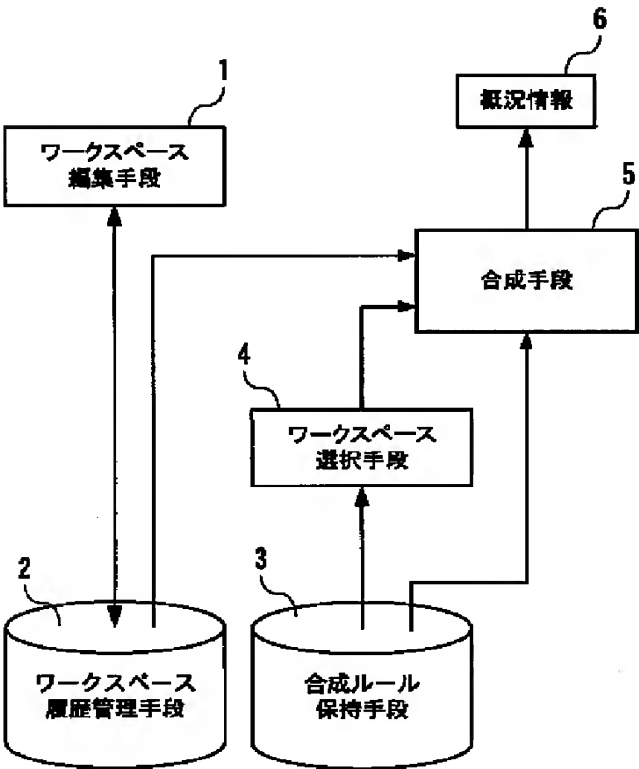 6
概況情報
1
ワークスペース
編集手段
5
合成手段
4
ワークスペース
選択手段
2
ワークスペース
履歴管理手段
3
合成ルール
保持手段